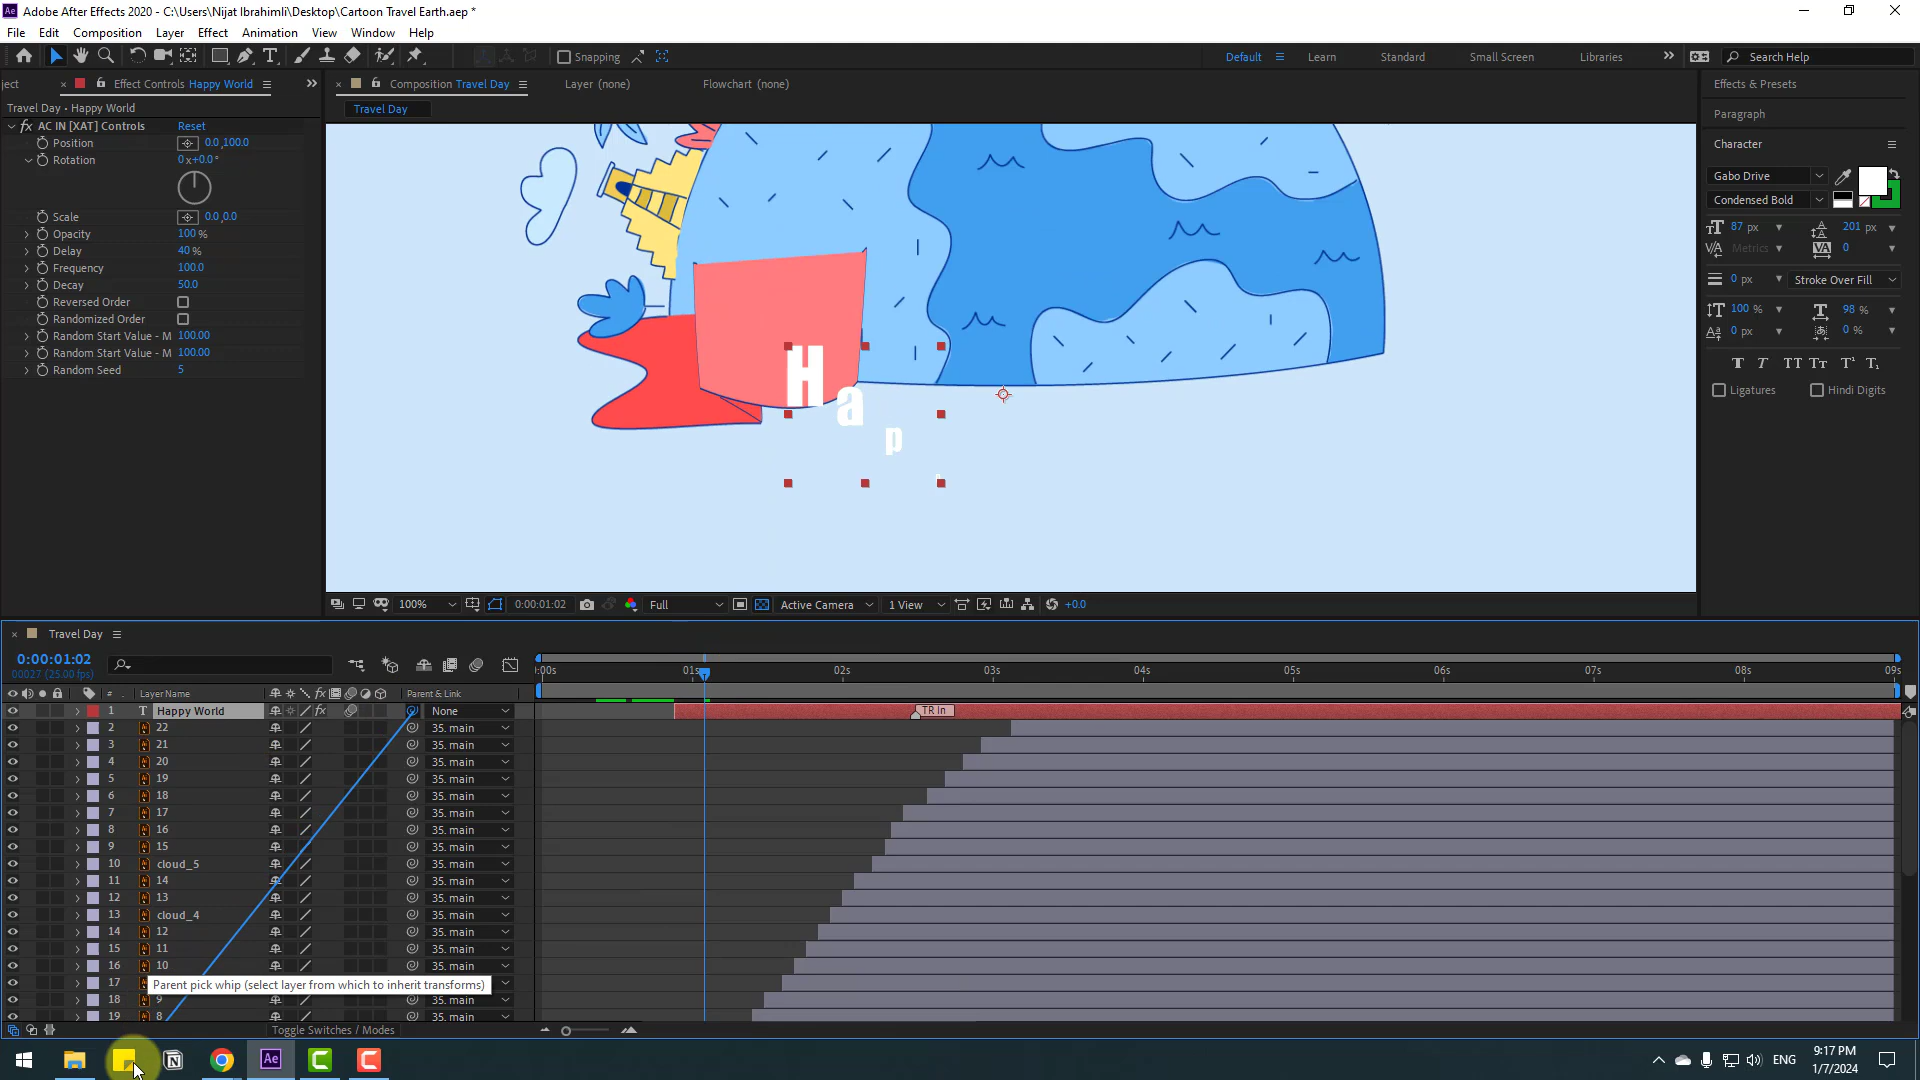 Adobe After Effects 2020 - C:\Users\Nijat Ibrahimli\Desktop\Cartoon Travel Earth.aep *
File Edit Composition Layer Effect Animation View Window Help
Snapping Default Learn Standard Small Screen Libraries Search Help
ject Effect Controls Happy World Composition Travel Day Layer (none) Flowchart (none) Effects & Presets
Travel Day • Happy World
Travel Day
Paragraph
fx AC IN [XAT] Controls Reset
Position 0.0,100.0
Rotation 0x+0.0°
Scale 0.0,0.0
Opacity 100 %
Delay 40 %
Frequency 100.0
Decay 50.0
Reversed Order
Randomized Order
Random Start Value - M 100.00
Random Start Value - M 100.00
Random Seed 5
Hap
Character
Gabo Drive
Condensed Bold
87 px 201 px
Metrics 0
0 px Stroke Over Fill
100 % 98 %
0 px 0 %
Ligatures Hindi Digits
100% 0:00:01:02 Full Active Camera 1 View +0.0
Travel Day
0:00:01:02
00027 (25.00 fps)
:00s 01s 02s 03s 04s 05s 06s 07s 08s 09s
# Layer Name Parent & Link
1 T Happy World fx None TR In
2 22 35. main
3 21 35. main
4 20 35. main
5 19 35. main
6 18 35. main
7 17 35. main
8 16 35. main
9 15 35. main
10 cloud_5 35. main
11 14 35. main
12 13 35. main
13 cloud_4 35. main
14 12 35. main
15 11 35. main
16 10 35. main
17
Parent pick whip (select layer from which to inherit transforms)
18 9 35. main
19 8 35. main
Toggle Switches / Modes
Ae
ENG
9:17 PM
1/7/2024